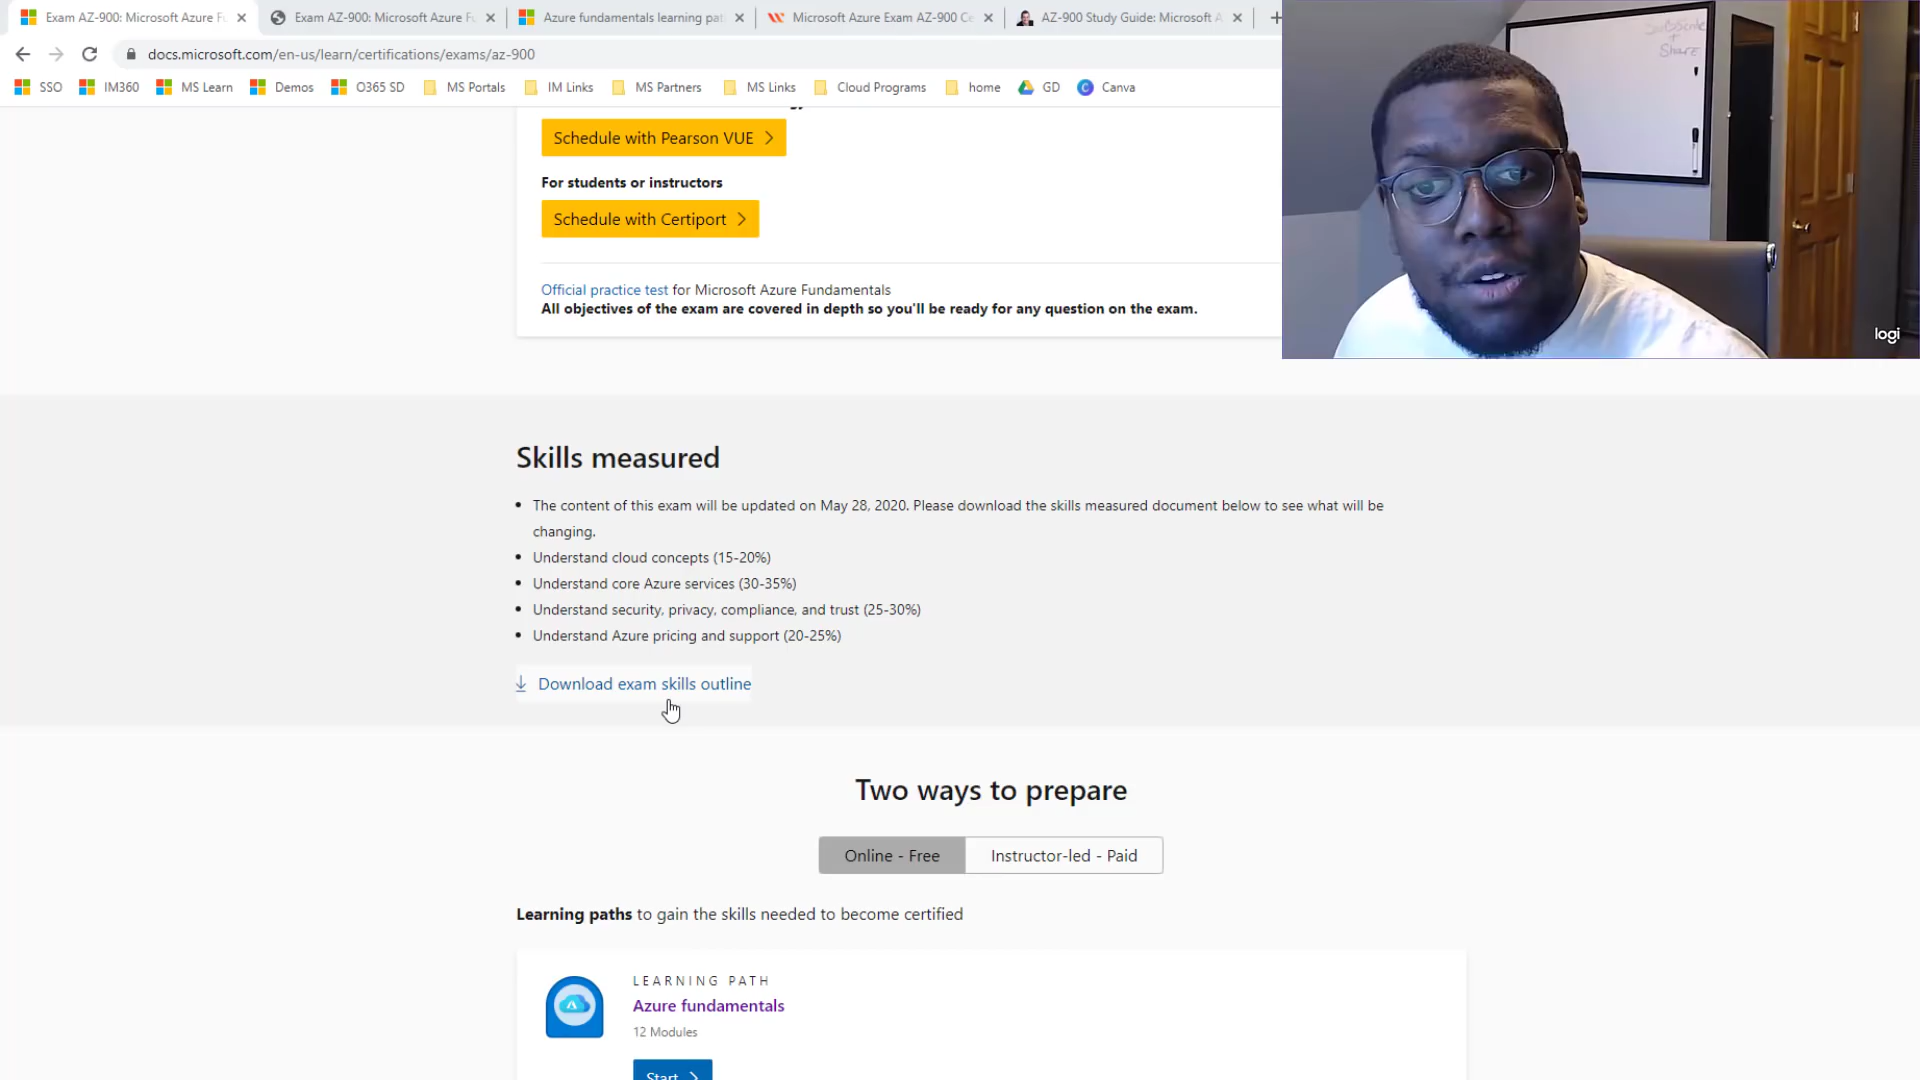 Exam AZ-900: Microsoft Azure Fu
Exam AZ-900: Microsoft Azure Fu
Azure fundamentals learning pat
Microsoft Azure Exam AZ-900 Ce
AZ-900 Study Guide: Microsoft A
docs.microsoft.com/en-us/learn/certifications/exams/az-900
SSO
IM360
MS Learn
Demos
O365 SD
MS Portals
IM Links
MS Partners
MS Links
Cloud Programs
home
GD
Canva
Subscribe
+
Share
logi
Schedule with Pearson VUE
For students or instructors
Schedule with Certiport
Official practice test for Microsoft Azure Fundamentals
All objectives of the exam are covered in depth so you'll be ready for any question on the exam.
Skills measured
• The content of this exam will be updated on May 28, 2020. Please download the skills measured document below to see what will be
changing.
• Understand cloud concepts (15-20%)
• Understand core Azure services (30-35%)
• Understand security, privacy, compliance, and trust (25-30%)
• Understand Azure pricing and support (20-25%)
Download exam skills outline
Two ways to prepare
Online - Free
Instructor-led - Paid
Learning paths to gain the skills needed to become certified
LEARNING PATH
Azure fundamentals
12 Modules
Start